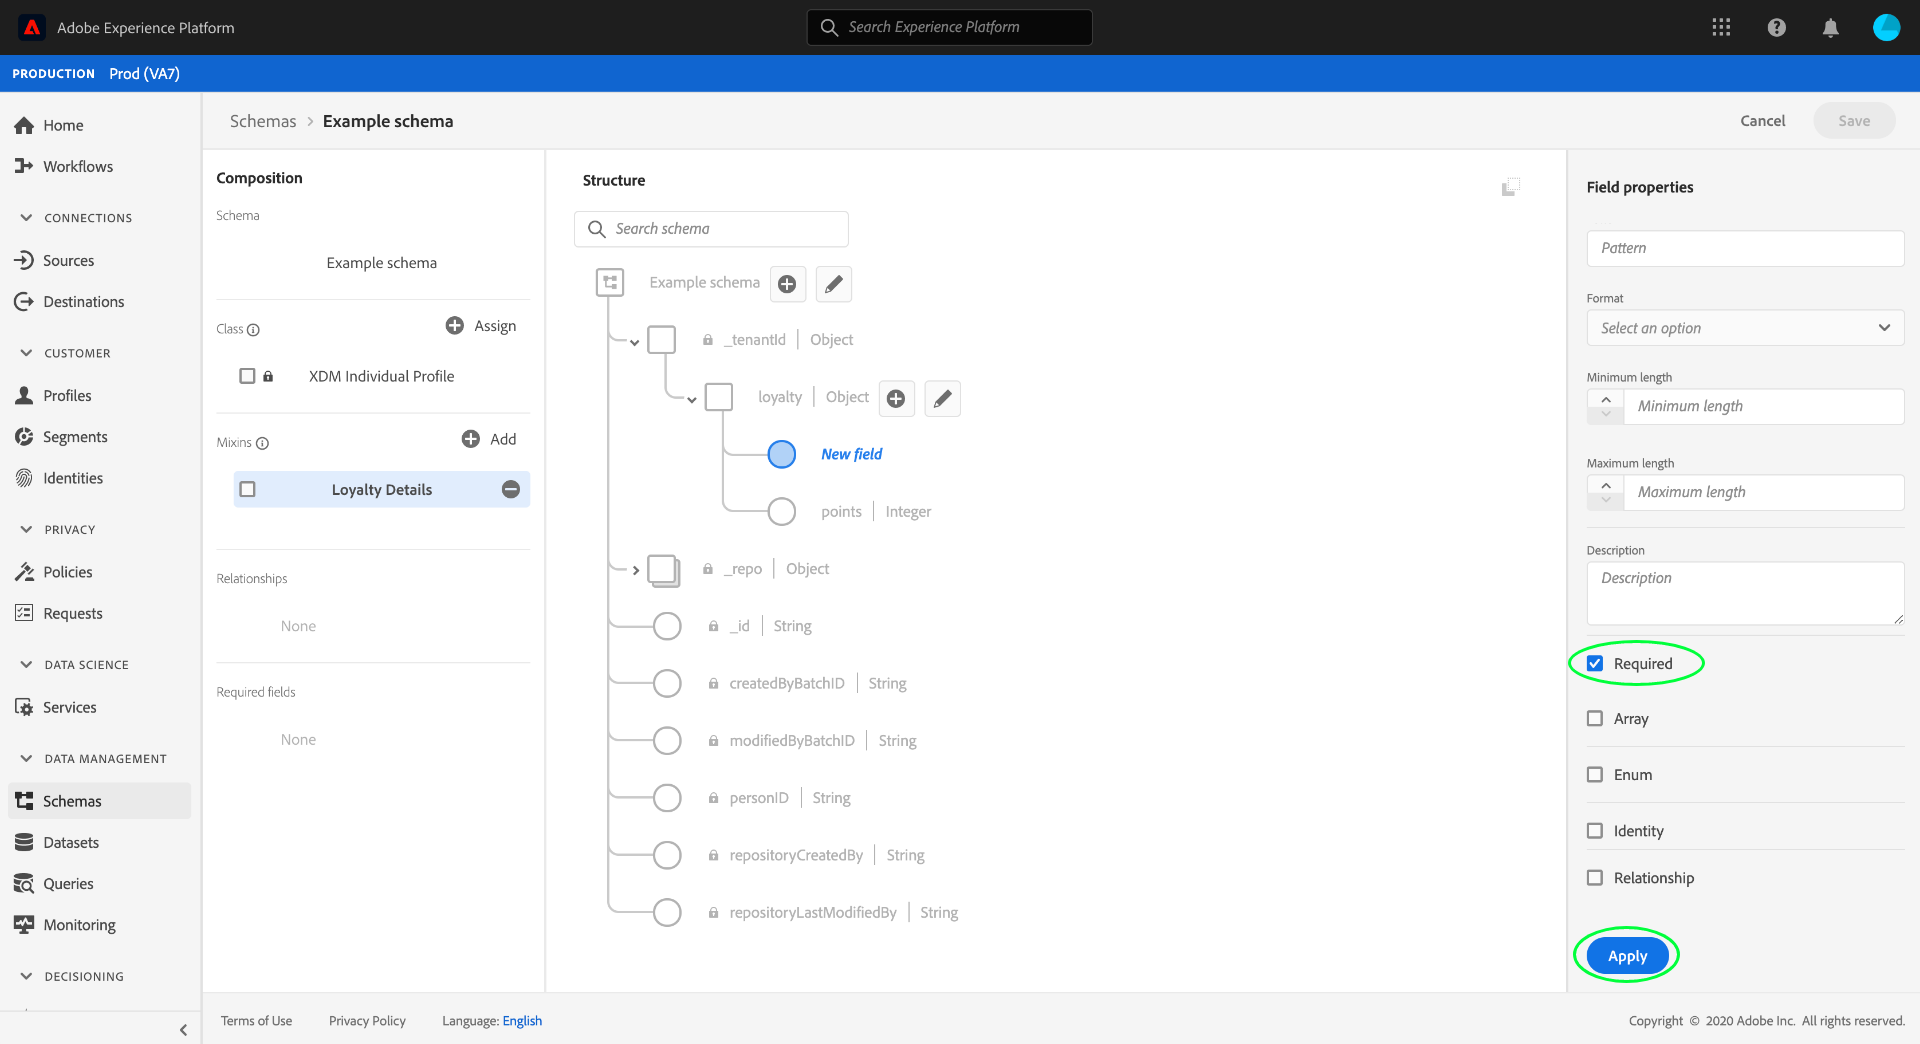 Adobe Experience Platform
Search Experience Platform
PRODUCTION Prod (VA7)
Home
Workflows
CONNECTIONS
Sources
Destinations
CUSTOMER
Profiles
Segments
Identities
PRIVACY
Policies
Requests
DATA SCIENCE
Services
DATA MANAGEMENT
Schemas
Datasets
Queries
Monitoring
DECISIONING
Schemas > Example schema
Cancel
Save
Composition
Schema
Example schema
Class
Assign
XDM Individual Profile
Mixins
Add
Loyalty Details
Relationships
None
Required fields
None
Structure
Search schema
Example schema
_tenantId | Object
loyalty | Object
New field
points | Integer
_repo | Object
_id | String
createdByBatchID | String
modifiedByBatchID | String
personID | String
repositoryCreatedBy | String
repositoryLastModifiedBy | String
Field properties
Pattern
Format
Select an option
Minimum length
Minimum length
Maximum length
Maximum length
Description
Description
Required
Array
Enum
Identity
Relationship
Apply
Terms of Use
Privacy Policy
Language: English
Copyright © 2020 Adobe Inc. All rights reserved.